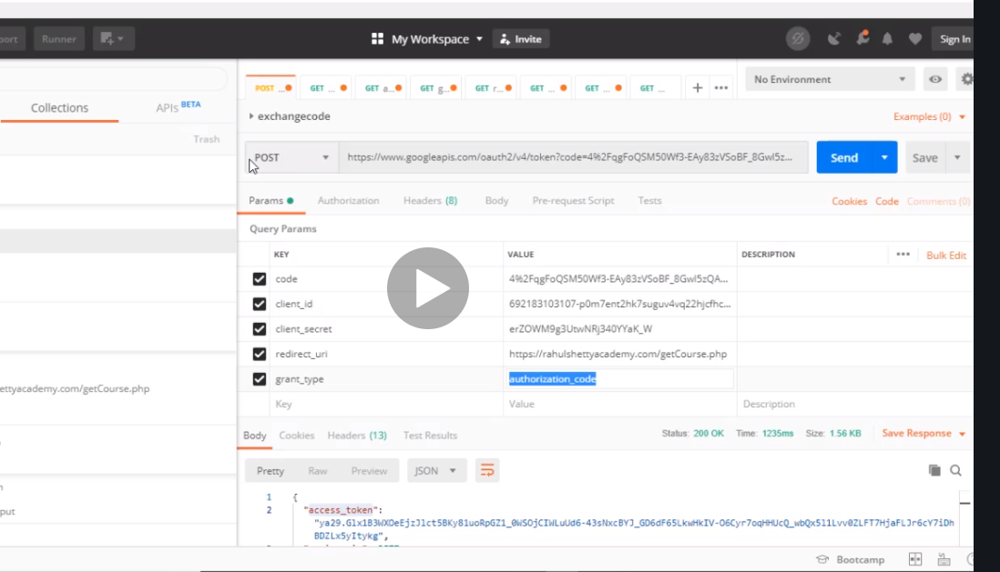 ort Runner My Workspace Invite Sign In
POST ... GET ... GET a... GET g... GET r... GET ... GET ... GET ... No Environment
Collections APIs BETA
exchangecode Examples (0)
Trash
POST https://www.googleapis.com/oauth2/v4/token?code=4%2FqgFoQSM50Wf3-EAy83zVSoBF_8Gwl5z... Send Save
Params Authorization Headers (8) Body Pre-request Script Tests Cookies Code Comments (0)
Query Params
KEY VALUE DESCRIPTION Bulk Edit
code 4%2FqgFoQSM50Wf3-EAy83zVSoBF_8Gwl5zQA...
client_id 692183103107-p0m7ent2hk7suguv4vq22hjcfhc...
client_secret erZOWM9g3UtwNRj340YYaK_W
redirect_uri https://rahulshettyacademy.com/getCourse.php
grant_type authorization_code
ettyacademy.com/getCourse.php
Key Value Description
Body Cookies Headers (13) Test Results Status: 200 OK Time: 1235ms Size: 1.56 KB Save Response
Pretty Raw Preview JSON
1 {
2 "access_token":
"ya29.Glx1B3WXDeEjzJlct5BKy81uoRpGZ1_0WSOjCIWLuUd6-43sNxcBYJ_GD6dF65LkwHkIV-O6Cyr7oqHHUcQ_wbQx5l1Lvv0ZLFT7HjaFLJr6cY7iDh
BDZLx5yItykg",
put
Bootcamp